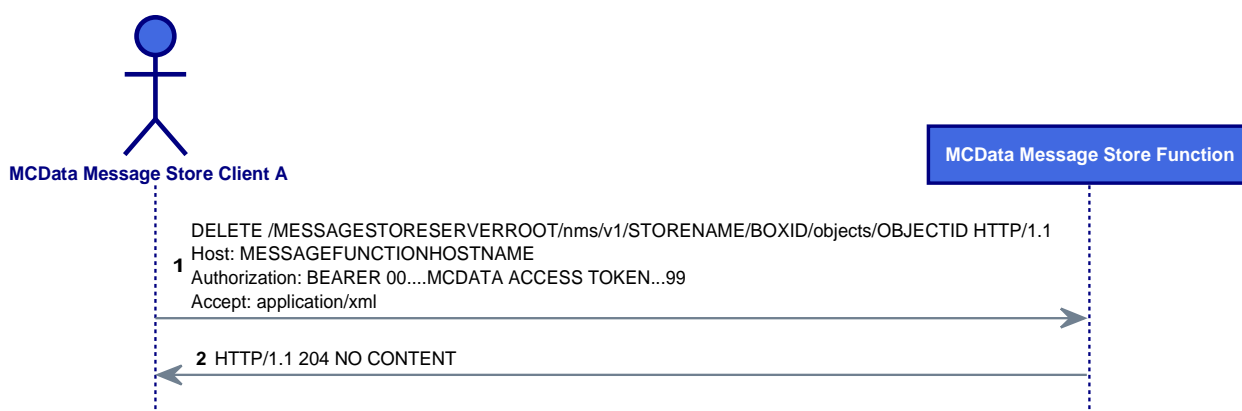 MCData Message Store Client A
MCData Message Store Function
DELETE /MESSAGESTORESERVERROOT/nms/v1/STORENAME/BOXID/objects/OBJECTID HTTP/1.1
Host: MESSAGEFUNCTIONHOSTNAME
1
Authorization: BEARER 00....MCDATA ACCESS TOKEN...99
Accept: application/xml
2 HTTP/1.1 204 NO CONTENT